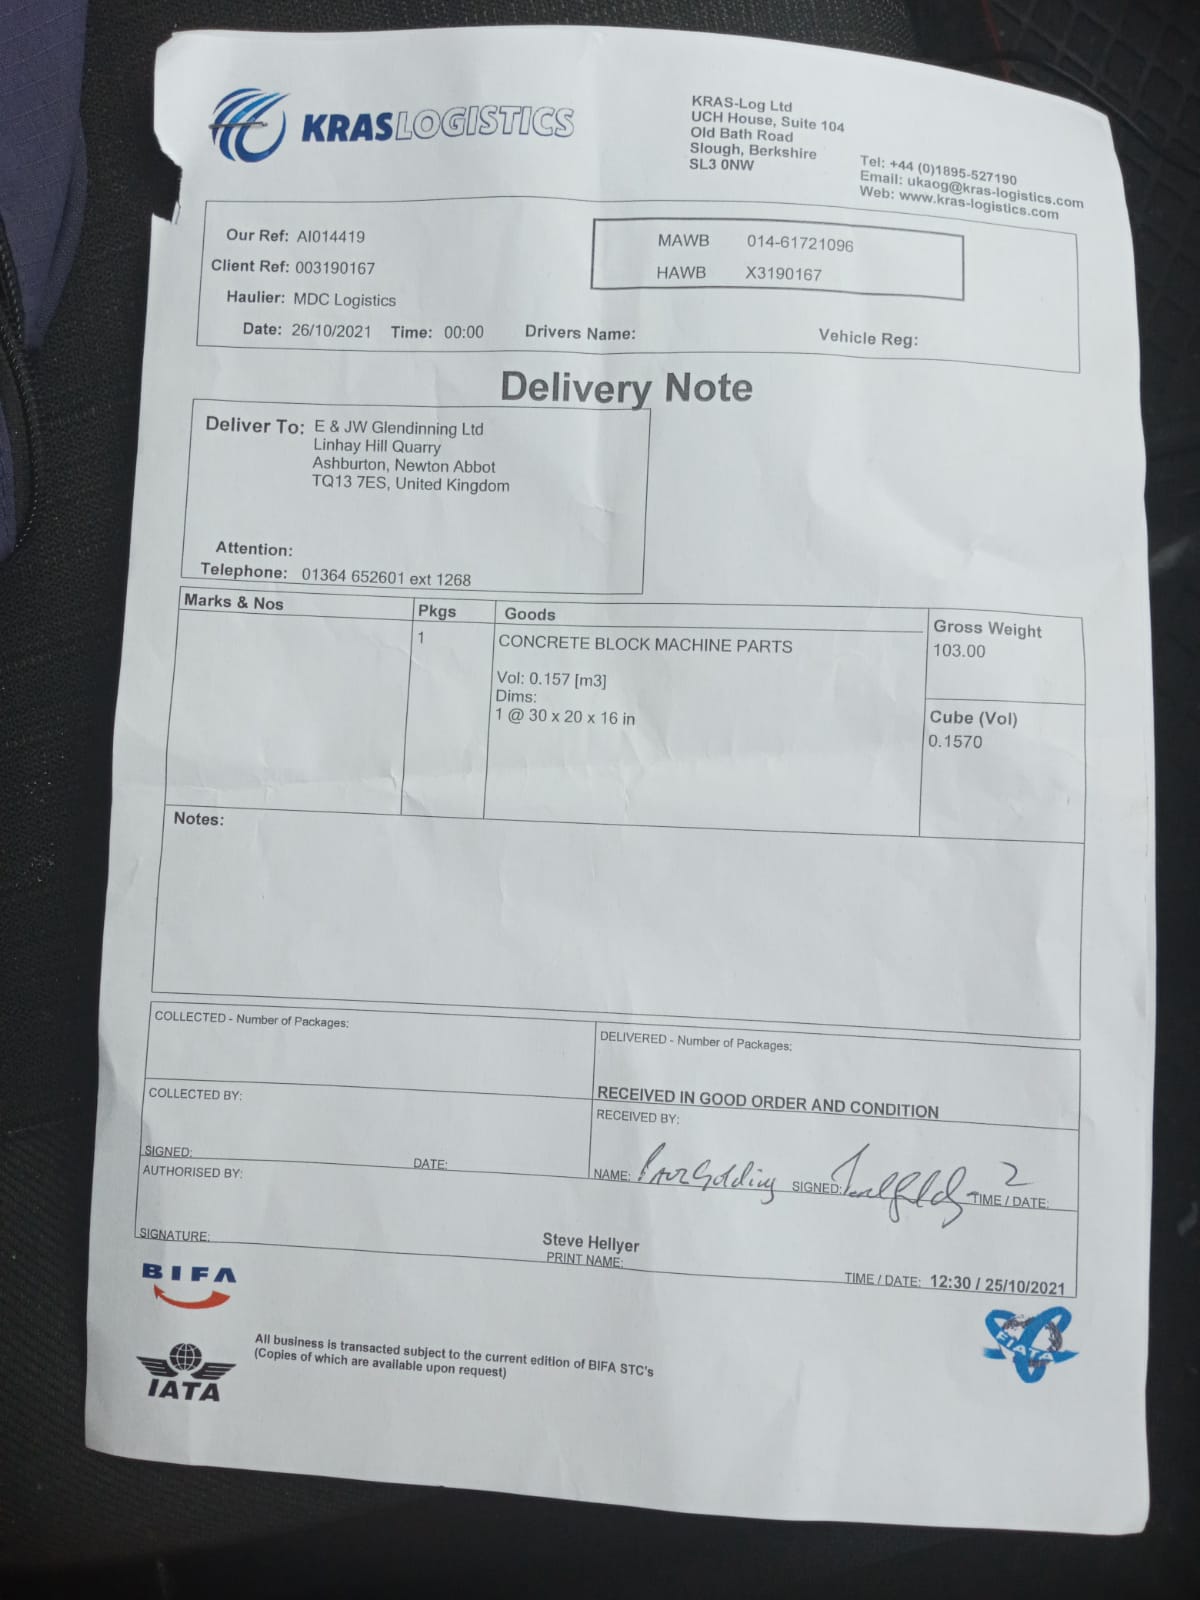 KRASLOGISTICS
KRAS-Log Ltd
UCH House, Suite 104
Old Bath Road
Slough, Berkshire
SL3 0NW
Tel: +44 (0)1895-527190
Email: ukaog@kras-logistics.com
Web: www.kras-logistics.com
Our Ref: AI014419
Client Ref: 003190167
Haulier: MDC Logistics
Date: 26/10/2021 Time: 00:00 Drivers Name: Vehicle Reg:
MAWB 014-61721096
HAWB X3190167
Delivery Note
Deliver To: E & JW Glendinning Ltd
Linhay Hill Quarry
Ashburton, Newton Abbot
TQ13 7ES, United Kingdom
Attention:
Telephone: 01364 652601 ext 1268
Marks & Nos Pkgs Goods Gross Weight
1 CONCRETE BLOCK MACHINE PARTS 103.00
Vol: 0.157 [m3]
Dims:
1 @ 30 x 20 x 16 in
Cube (Vol)
0.1570
Notes:
COLLECTED - Number of Packages:
DELIVERED - Number of Packages:
COLLECTED BY:
RECEIVED IN GOOD ORDER AND CONDITION
RECEIVED BY:
SIGNED: DATE:
NAME: Golding SIGNED: TIME / DATE: 2
AUTHORISED BY:
SIGNATURE:
Steve Hellyer
PRINT NAME:
TIME / DATE: 12:30 / 25/10/2021
BIFA
IATA
All business is transacted subject to the current edition of BIFA STC's
(Copies of which are available upon request)
FIATA